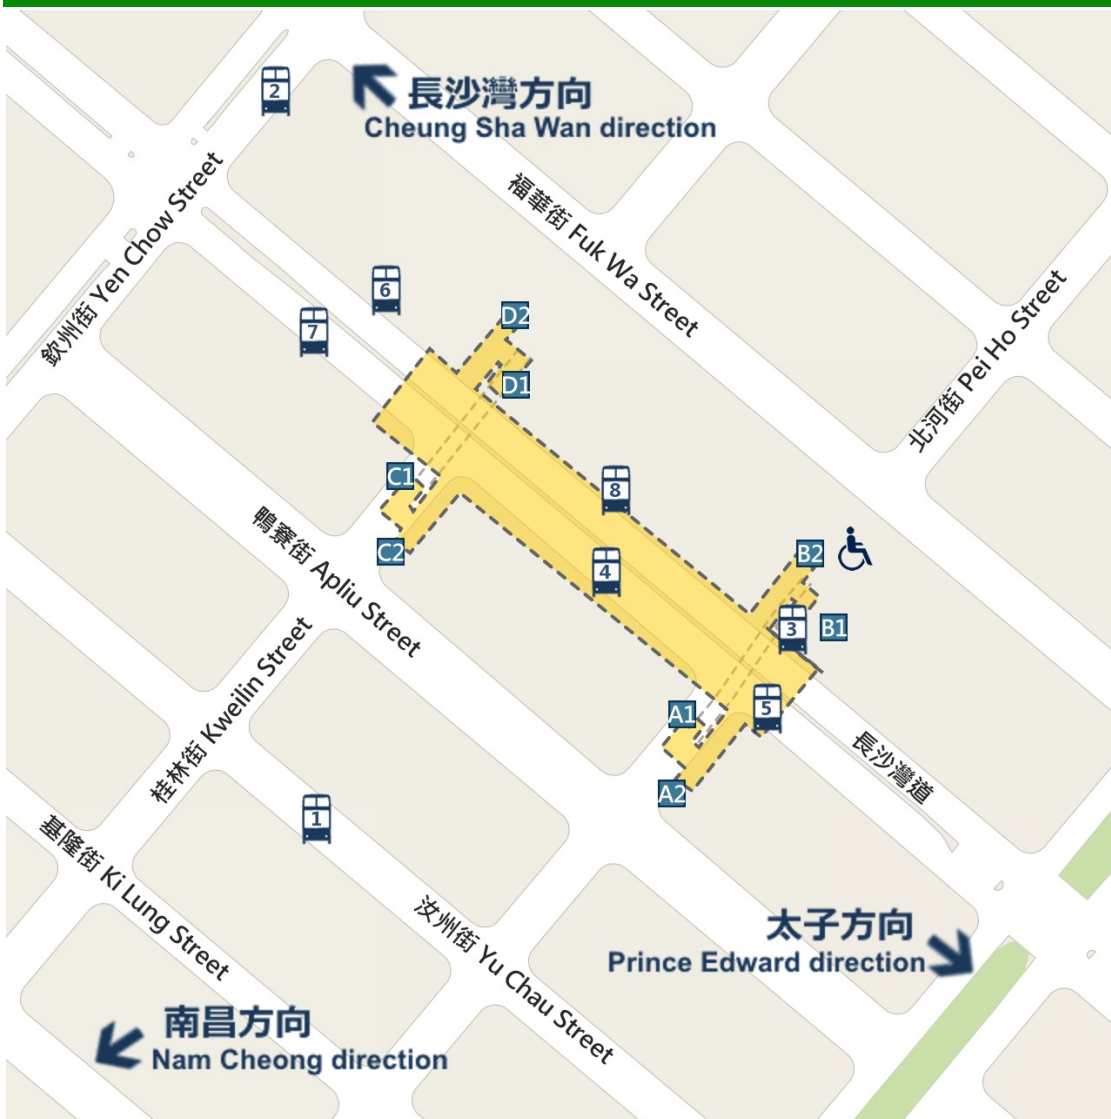 2
長沙灣方向
Cheung Sha Wan direction
欽州街 Yen Chow Street
福華街 Fuk Wa Street
北河街 Pei Ho Street
6
7
D2
D1
8
C1
C2
4
B2
B1
3
鴨寮街 Apliu Street
A1
5
A2
長沙灣道
桂林街 Kweilin Street
1
基隆街 Ki Lung Street
汝州街 Yu Chau Street
太子方向
Prince Edward direction
南昌方向
Nam Cheong direction